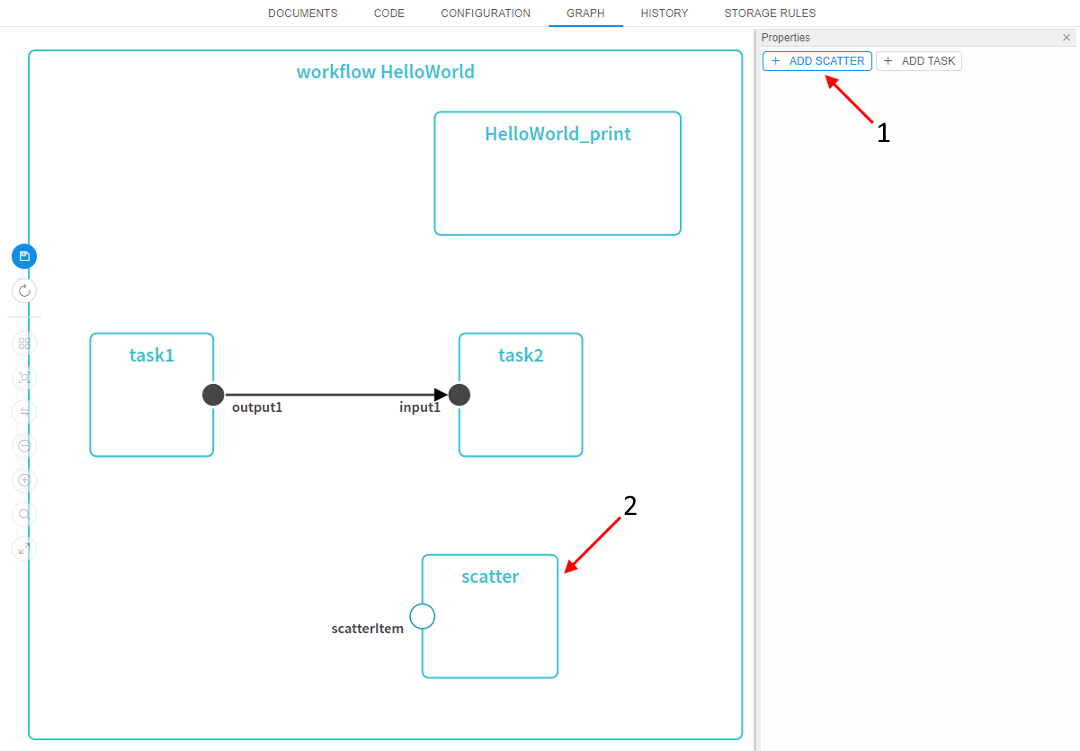 DOCUMENTS CODE CONFIGURATION GRAPH HISTORY STORAGE RULES
Properties
+ ADD SCATTER + ADD TASK
1
workflow HelloWorld
HelloWorld_print
task1
task2
output1
input1
2
scatter
scatterItem